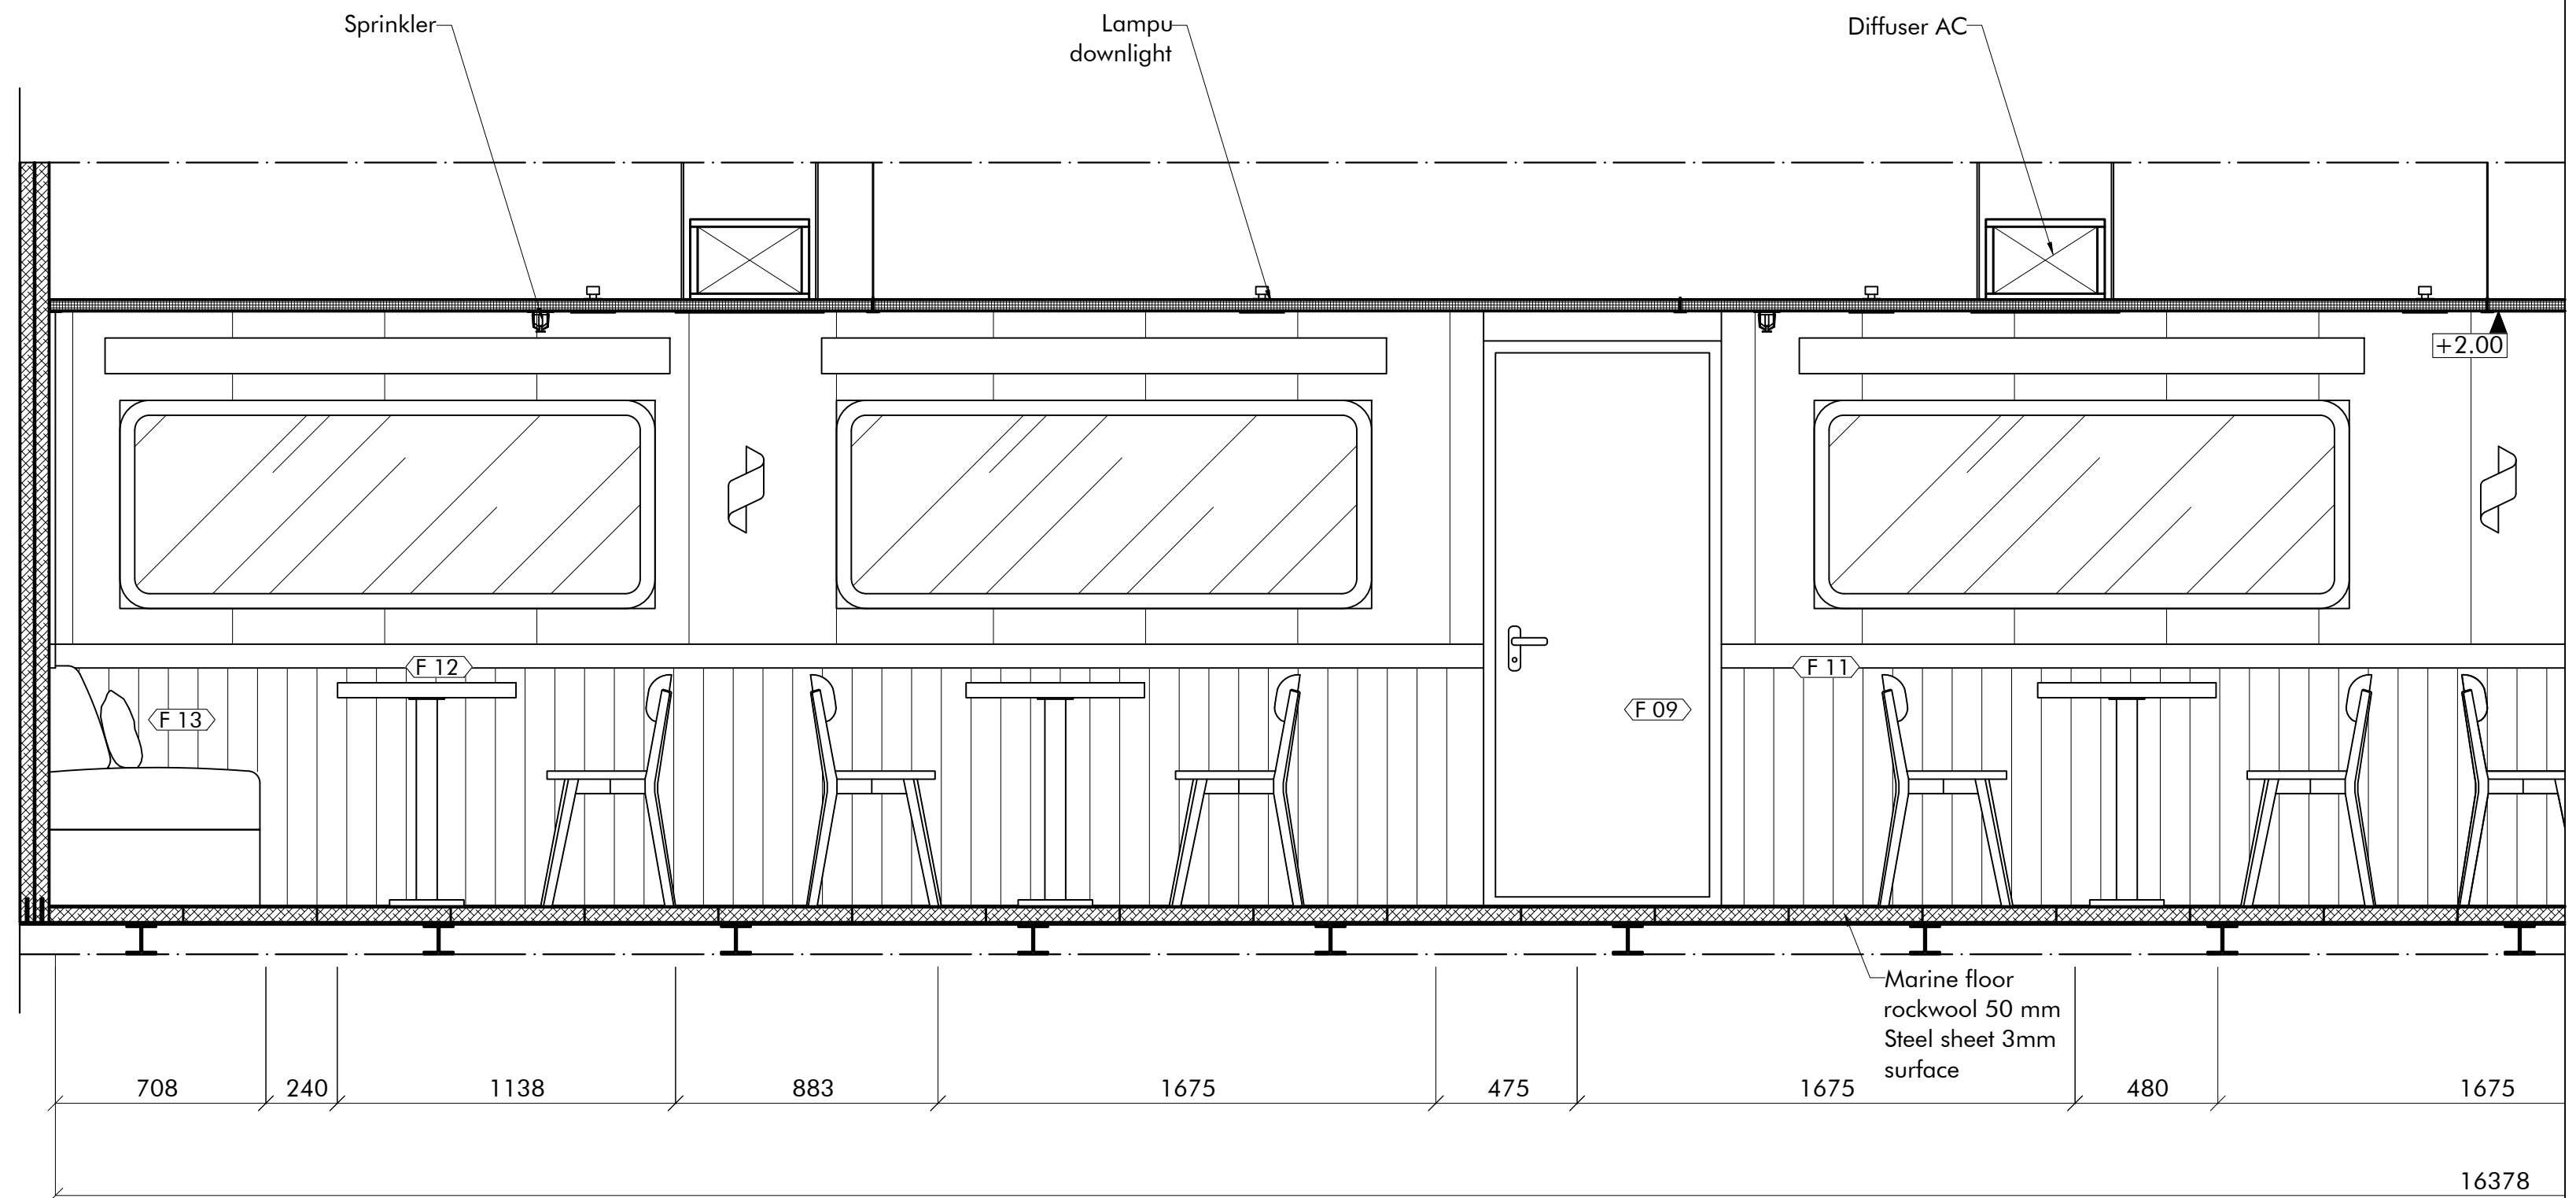 Sprinkler
Lampu
downlight
Diffuser AC
+2.00
F 12
F 11
F 13
F 09
Marine floor
rockwool 50 mm
Steel sheet 3mm
surface
708
240
1138
883
1675
475
1675
480
1675
16378